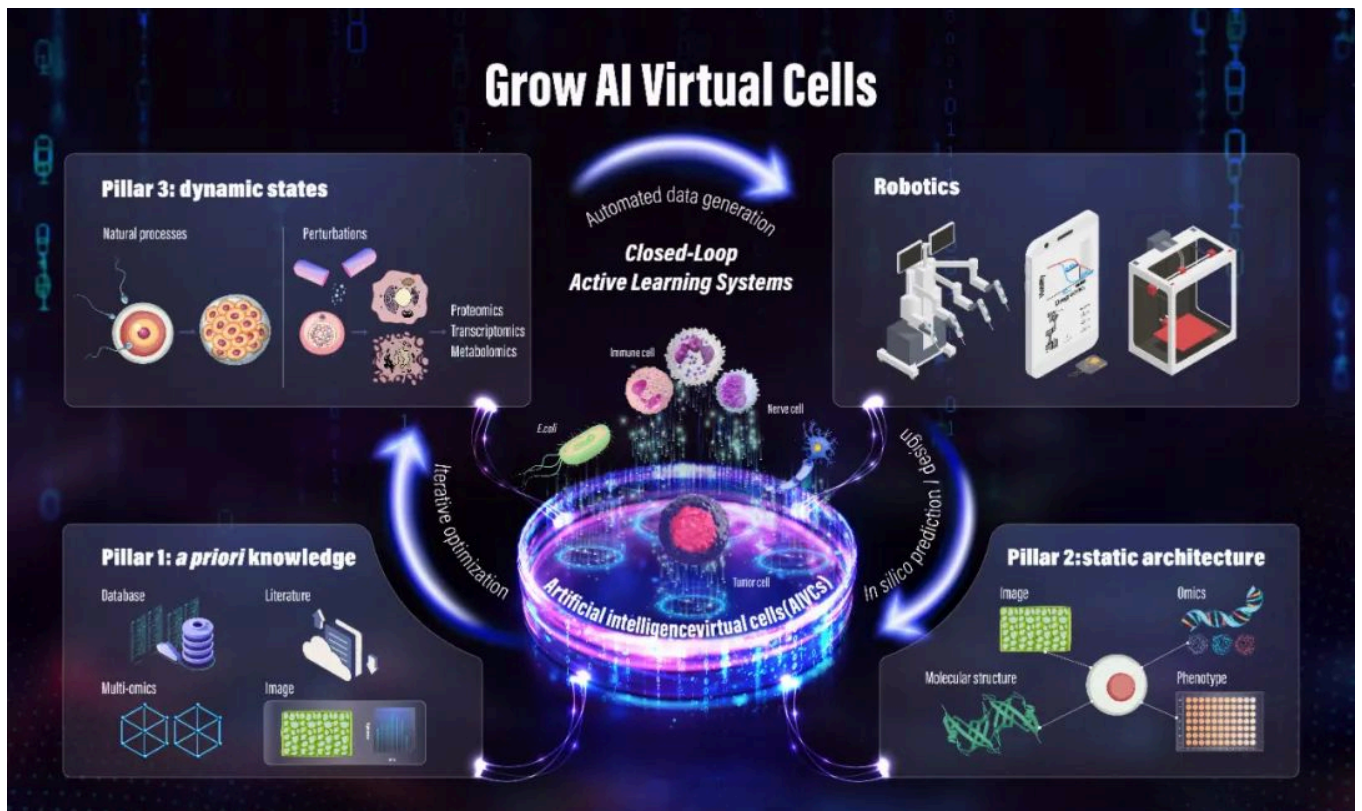 Grow AI Virtual Cells
Pillar 3: dynamic states
Natural processes
Perturbations
Proteomics
Transcriptomics
Metabolomics
Automated data generation
Closed-Loop
Active Learning Systems
Robotics
Immune cell
Nerve cell
E.coli
Tumor cell
Iterative optimization
In silico prediction / design
Artificial intelligencevirtual cells(AIVCs)
Pillar 1: a priori knowledge
Database
Literature
Multi-omics
Image
Pillar 2:static architecture
Image
Omics
Molecular structure
Phenotype